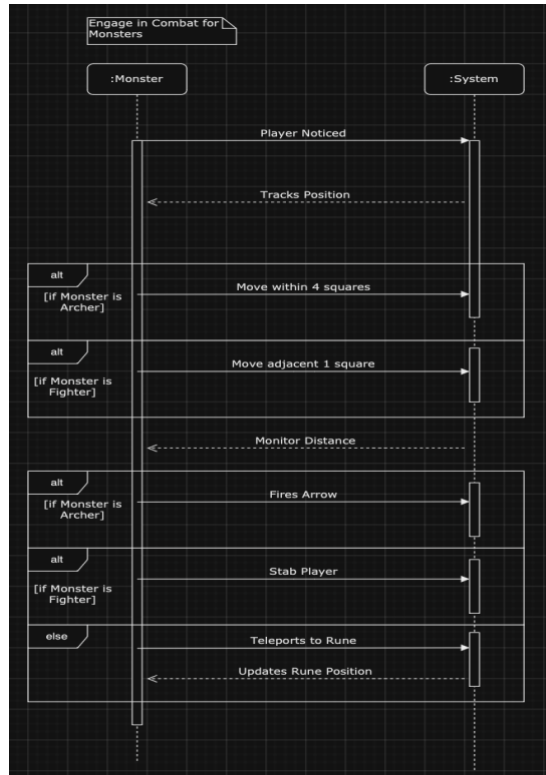 Engage in Combat for
Monsters
:Monster
:System
Player Noticed
Tracks Position
alt
[if Monster is
Archer]
Move within 4 squares
alt
[if Monster is
Fighter]
Move adjacent 1 square
Monitor Distance
alt
[if Monster is
Archer]
Fires Arrow
alt
[if Monster is
Fighter]
Stab Player
else
Teleports to Rune
Updates Rune Position